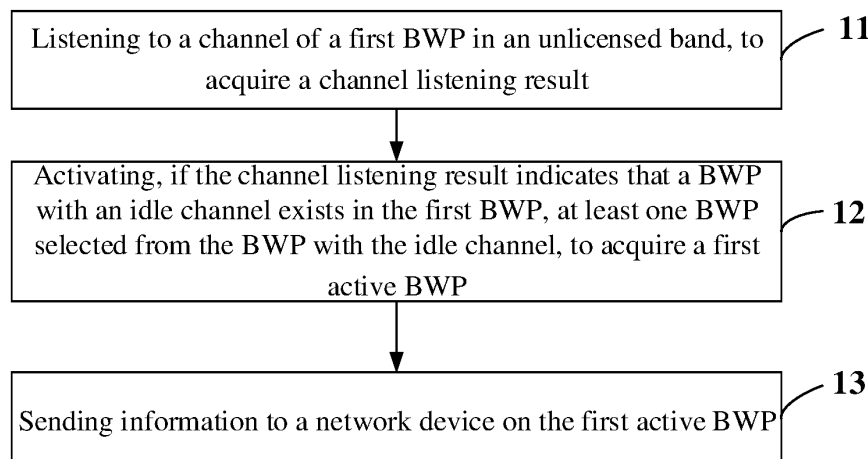 Listening to a channel of a first BWP in an unlicensed band, to
acquire a channel listening result
11
Activating, if the channel listening result indicates that a BWP
with an idle channel exists in the first BWP, at least one BWP
selected from the BWP with the idle channel, to acquire a first
active BWP
12
Sending information to a network device on the first active BWP
13